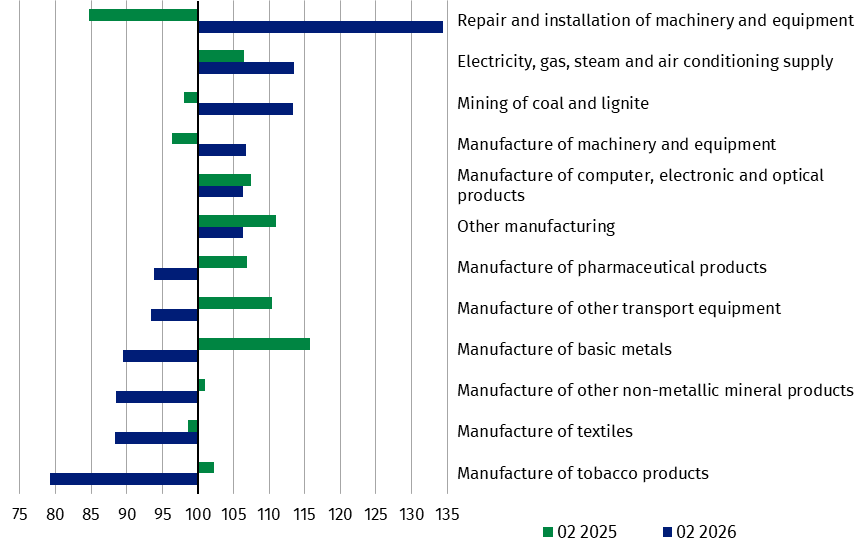 Repair and installation of machinery and equipment
Electricity, gas, steam and air conditioning supply
Mining of coal and lignite
Manufacture of machinery and equipment
Manufacture of computer, electronic and optical
products
Other manufacturing
Manufacture of pharmaceutical products
Manufacture of other transport equipment
Manufacture of basic metals
Manufacture of other non-metallic mineral products
Manufacture of textiles
Manufacture of tobacco products
75 80 85 90 95 100 105 110 115 120 125 130 135
02 2025 02 2026